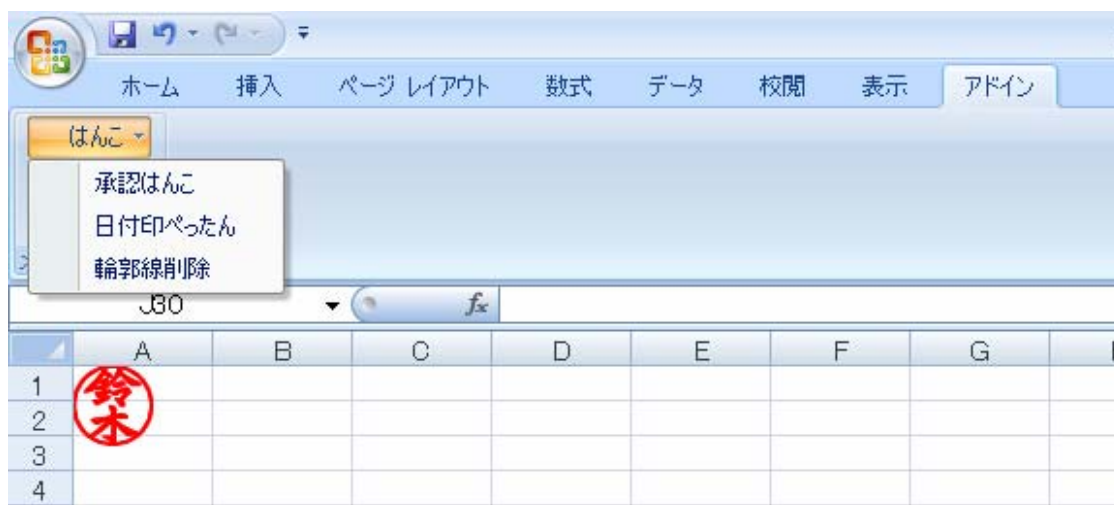 ホーム 挿入 ページ レイアウト 数式 データ 校閲 表示 アドイン
はんこ
承認はんこ
日付印ぺったん
輪郭線削除
J30 fx
A B C D E F G
1 鈴
2 木
3
4